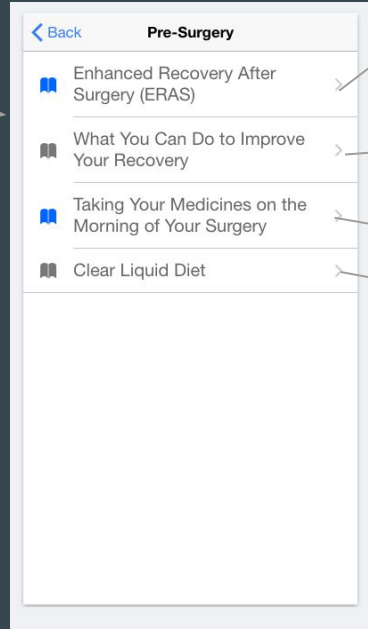 Back
Pre-Surgery
Enhanced Recovery After
Surgery (ERAS)
What You Can Do to Improve
Your Recovery
Taking Your Medicines on the
Morning of Your Surgery
Clear Liquid Diet